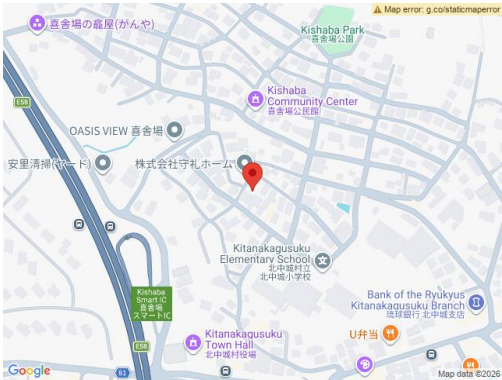 Map error: g.co/staticmaperror
喜舎場の龕屋(がんや)
Kishaba Park
喜舎場公園
E58
Kishaba
Community Center
喜舎場公民館
OASIS VIEW 喜舎場
安里清掃(ヤード)
株式会社守礼ホーム
Kitanakagusuku
Elementary School
北中城村立
北中城小学校
Kishaba
Smart IC
喜舎場
スマートIC
Bank of the Ryukyus
Kitanakagusuku Branch
琉球銀行 北中城支店
E58
Kitanakagusuku
Town Hall
北中城村役場
U弁当
Google
81
Map data ©2026